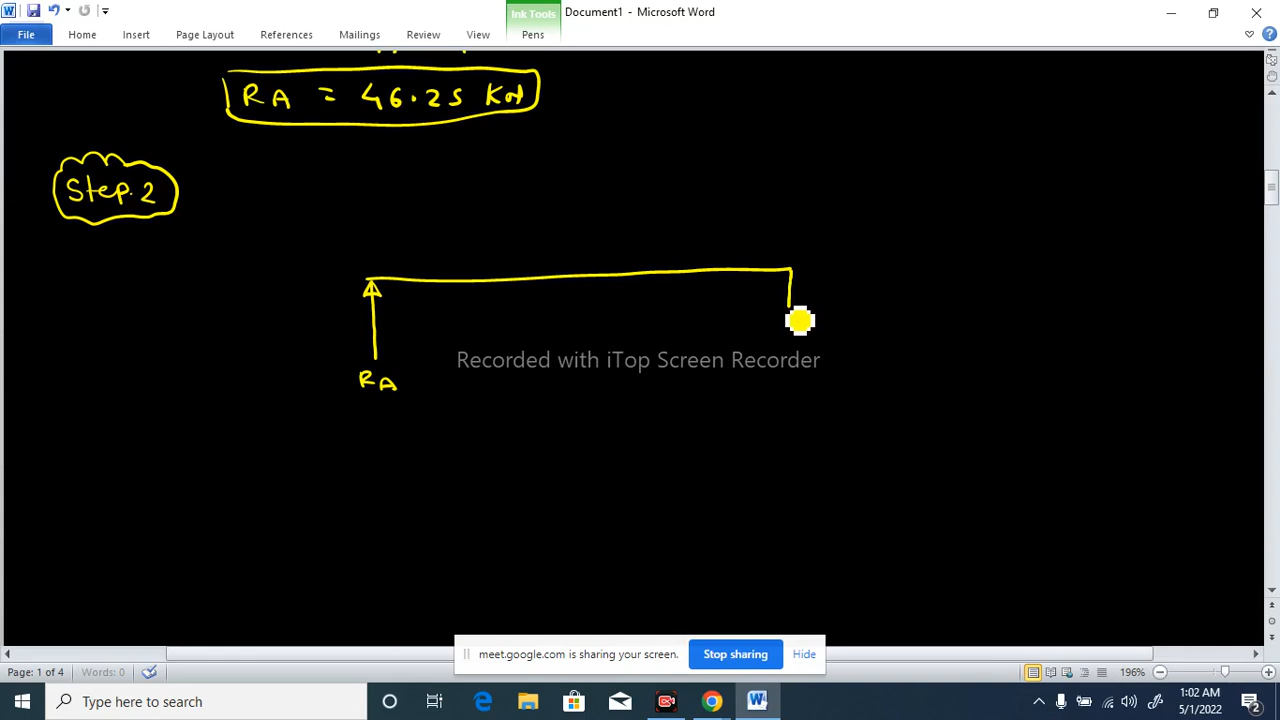 Ink Tools
Document1 - Microsoft Word
File Home Insert Page Layout References Mailings Review View Pens
RA = 46.25 KN
Step.2
RA
Recorded with iTop Screen Recorder
meet.google.com is sharing your screen. Stop sharing Hide
Page: 1 of 4 Words: 0 196%
Type here to search
1:02 AM
5/1/2022
2